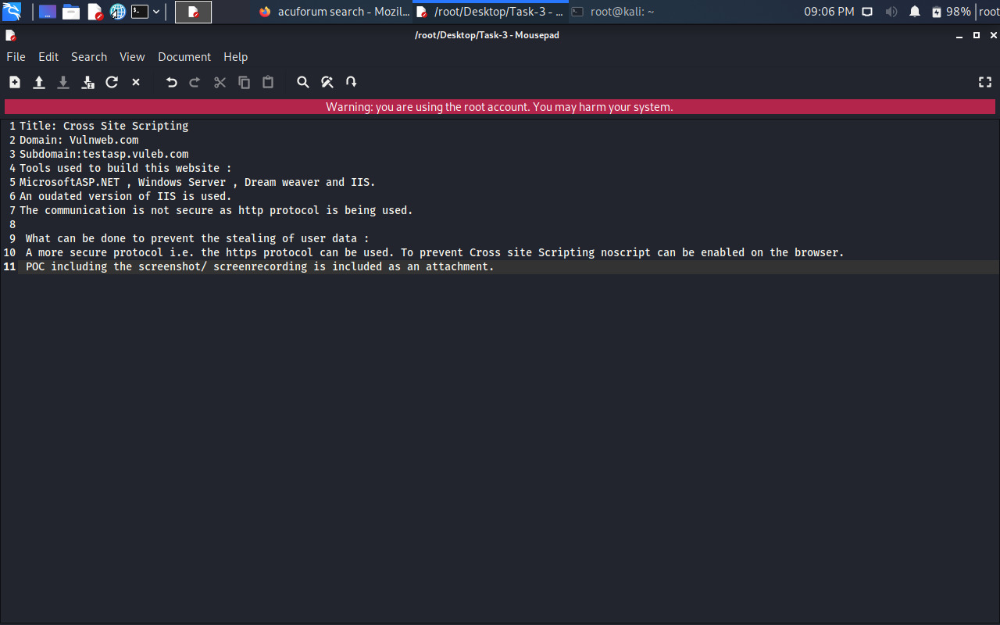 acuforum search - Mozil...
/root/Desktop/Task-3 - ...
root@kali: ~
09:06 PM
98%
root
/root/Desktop/Task-3 - Mousepad
File Edit Search View Document Help
Warning: you are using the root account. You may harm your system.
1 Title: Cross Site Scripting
2 Domain: Vulnweb.com
3 Subdomain:testasp.vuleb.com
4 Tools used to build this website :
5 MicrosoftASP.NET , Windows Server , Dream weaver and IIS.
6 An oudated version of IIS is used.
7 The communication is not secure as http protocol is being used.
8
9 What can be done to prevent the stealing of user data :
10 A more secure protocol i.e. the https protocol can be used. To prevent Cross site Scripting noscript can be enabled on the browser.
11 POC including the screenshot/ screenrecording is included as an attachment.